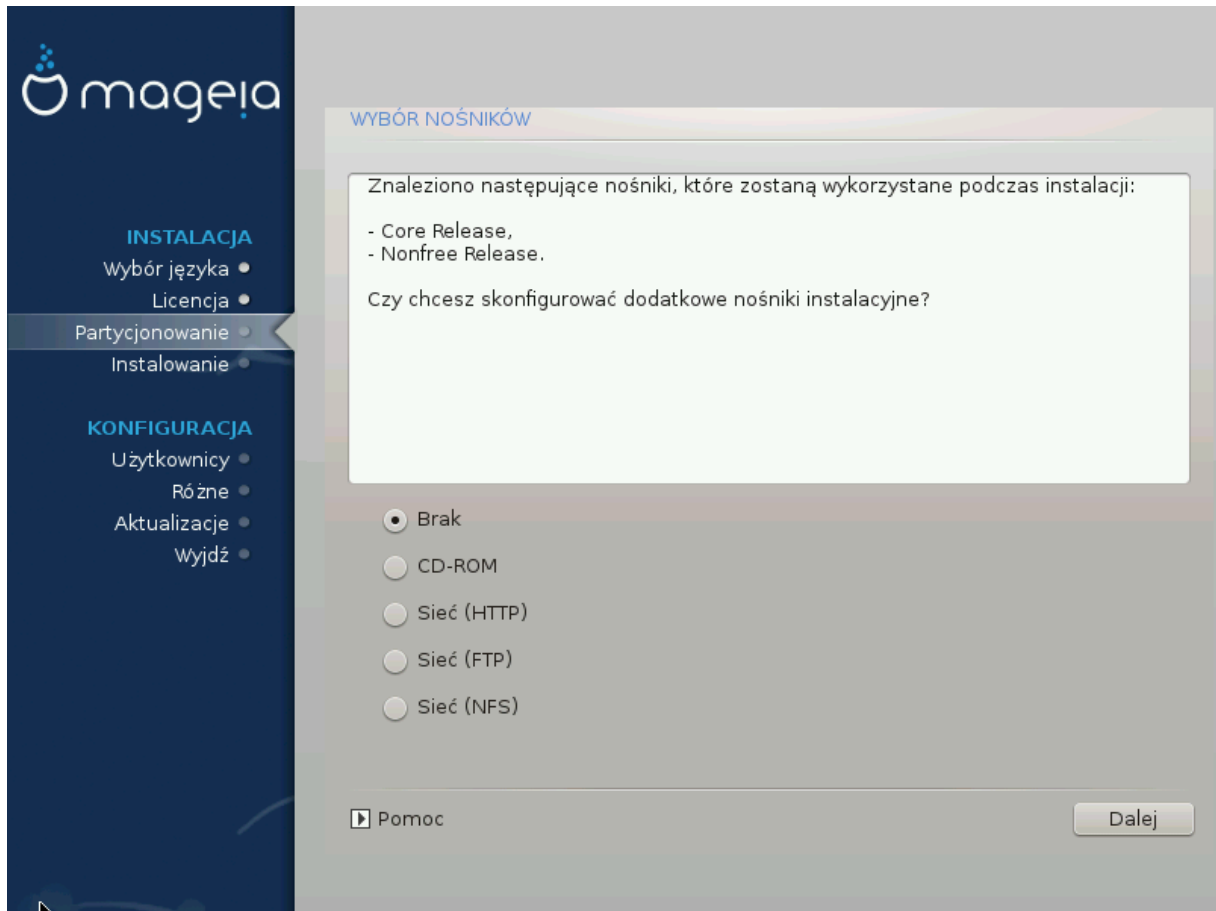 mageia
INSTALACJA
Wybór języka
Licencja
Partycjonowanie
Instalowanie
KONFIGURACJA
Użytkownicy
Różne
Aktualizacje
Wyjdź
WYBÓR NOŚNIKÓW
Znaleziono następujące nośniki, które zostaną wykorzystane podczas instalacji:
- Core Release,
- Nonfree Release.
Czy chcesz skonfigurować dodatkowe nośniki instalacyjne?
Brak
CD-ROM
Sieć (HTTP)
Sieć (FTP)
Sieć (NFS)
Pomoc
Dalej